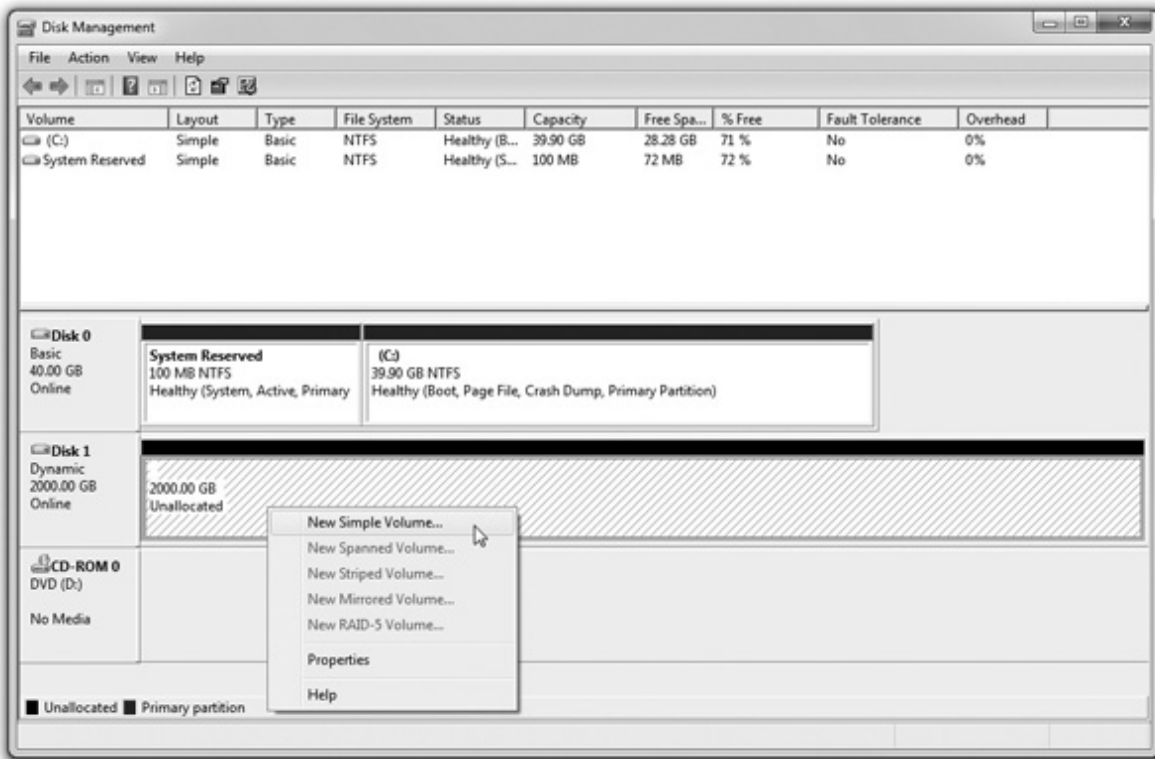 Disk Management
File Action View Help
Volume Layout Type File System Status Capacity Free Spa... % Free Fault Tolerance Overhead
(C:) Simple Basic NTFS Healthy (B... 39.90 GB 28.28 GB 71 % No 0%
System Reserved Simple Basic NTFS Healthy (S... 100 MB 72 MB 72 % No 0%
Disk 0
Basic
40.00 GB
Online
System Reserved
100 MB NTFS
Healthy (System, Active, Primary
(C:)
39.90 GB NTFS
Healthy (Boot, Page File, Crash Dump, Primary Partition)
Disk 1
Dynamic
2000.00 GB
Online
2000.00 GB
Unallocated
New Simple Volume...
New Spanned Volume...
New Striped Volume...
New Mirrored Volume...
New RAID-5 Volume...
Properties
Help
CD-ROM 0
DVD (D:)
No Media
Unallocated Primary partition